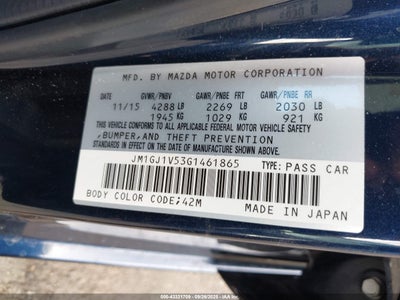 MFD. BY MAZDA MOTOR CORPORATION
GVWR/PNBV GAWR/PNBE FRT GAWR/PNBE RR
11/15 4288 LB 2269 LB 2030 LB
1945 KG 1029 KG 921 KG
THIS VEHICLE CONFORMS TO ALL APPLICABLE FEDERAL MOTOR VEHICLE SAFETY
,BUMPER,AND THEFT PREVENTION
STANDARDS IN EFFECT ON THE DATE OF MANUFACTURE SHOWN ABOVE.
JM1GJ1V53G1461865 TYPE:PASS CAR
BODY COLOR CODE;42M
MADE IN JAPAN